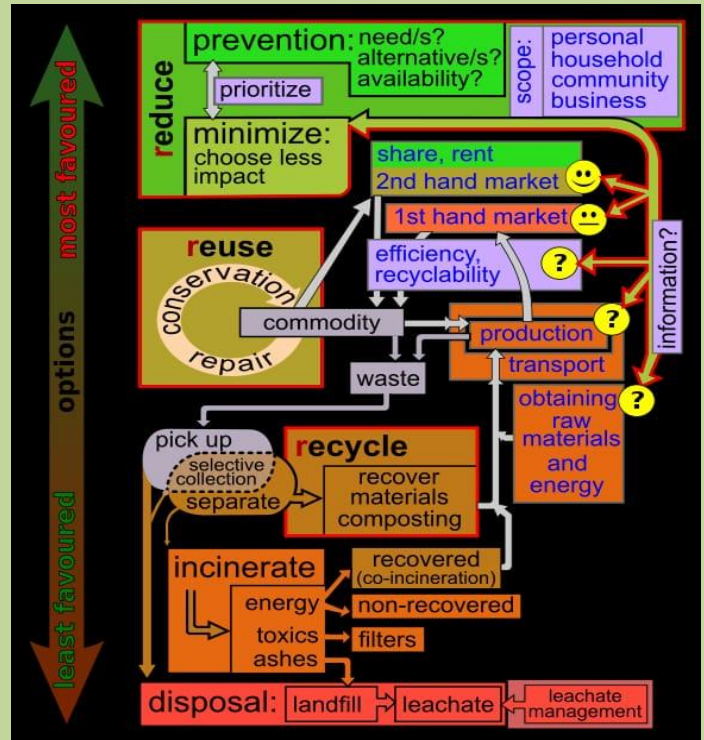 prevention:
need/s?
alternative/s?
availability?
scope:
personal
household
community
business
prioritize
reduce
minimize:
choose less
impact
most favoured
options
least favoured
share, rent
2nd hand market
1st hand market
efficiency,
recyclability
?
information?
reuse
conservation
repair
commodity
production
?
transport
waste
obtaining
raw
materials
and
energy
?
pick up
selective
collection
separate
recycle
recover
materials
composting
incinerate
energy
toxics
ashes
recovered
(co-incineration)
non-recovered
filters
disposal:
landfill
leachate
leachate
management